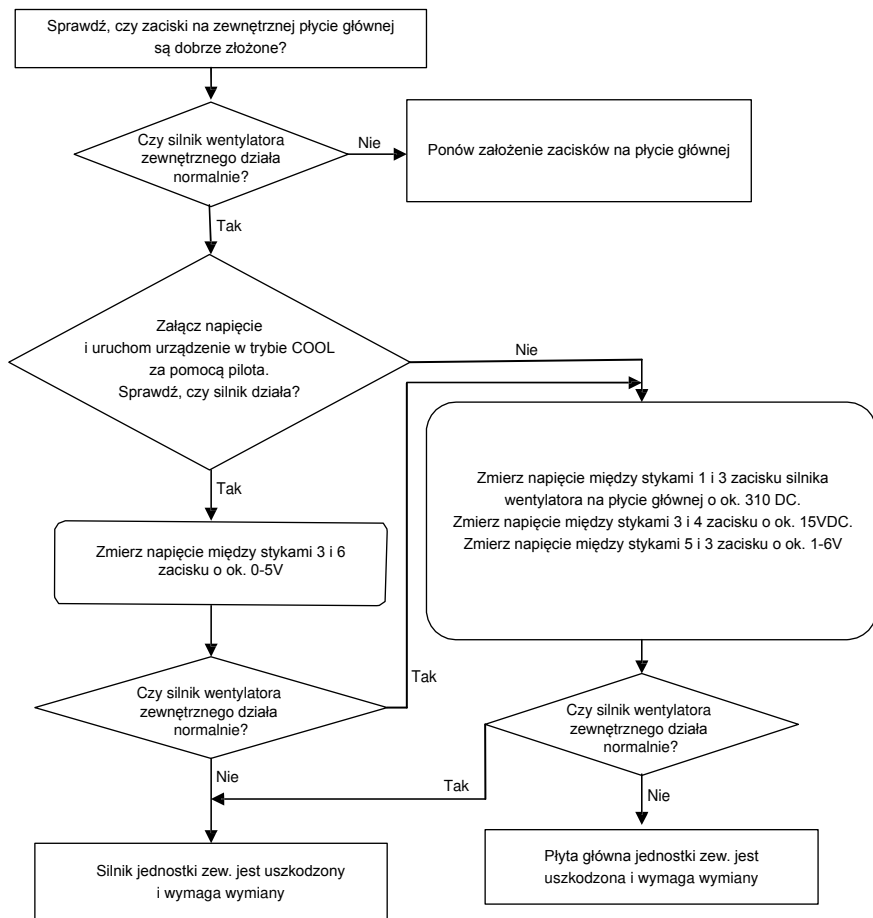 Sprawdź, czy zaciski na zewnętrznej płycie głównej
są dobrze złożone?
Czy silnik wentylatora
zewnętrznego działa
normalnie?
Nie
Ponów założenie zacisków na płycie głównej
Tak
Załącz napięcie
i uruchom urządzenie w trybie COOL
za pomocą pilota.
Sprawdź, czy silnik działa?
Nie
Tak
Zmierz napięcie między stykami 1 i 3 zacisku silnika
wentylatora na płycie głównej o ok. 310 DC.
Zmierz napięcie między stykami 3 i 4 zacisku o ok. 15VDC.
Zmierz napięcie między stykami 5 i 3 zacisku o ok. 1-6V
Zmierz napięcie między stykami 3 i 6
zacisku o ok. 0-5V
Czy silnik wentylatora
zewnętrznego działa
normalnie?
Tak
Nie
Czy silnik wentylatora
zewnętrznego działa
normalnie?
Tak
Nie
Silnik jednostki zew. jest uszkodzony
i wymaga wymiany
Płyta główna jednostki zew. jest
uszkodzona i wymaga wymiany